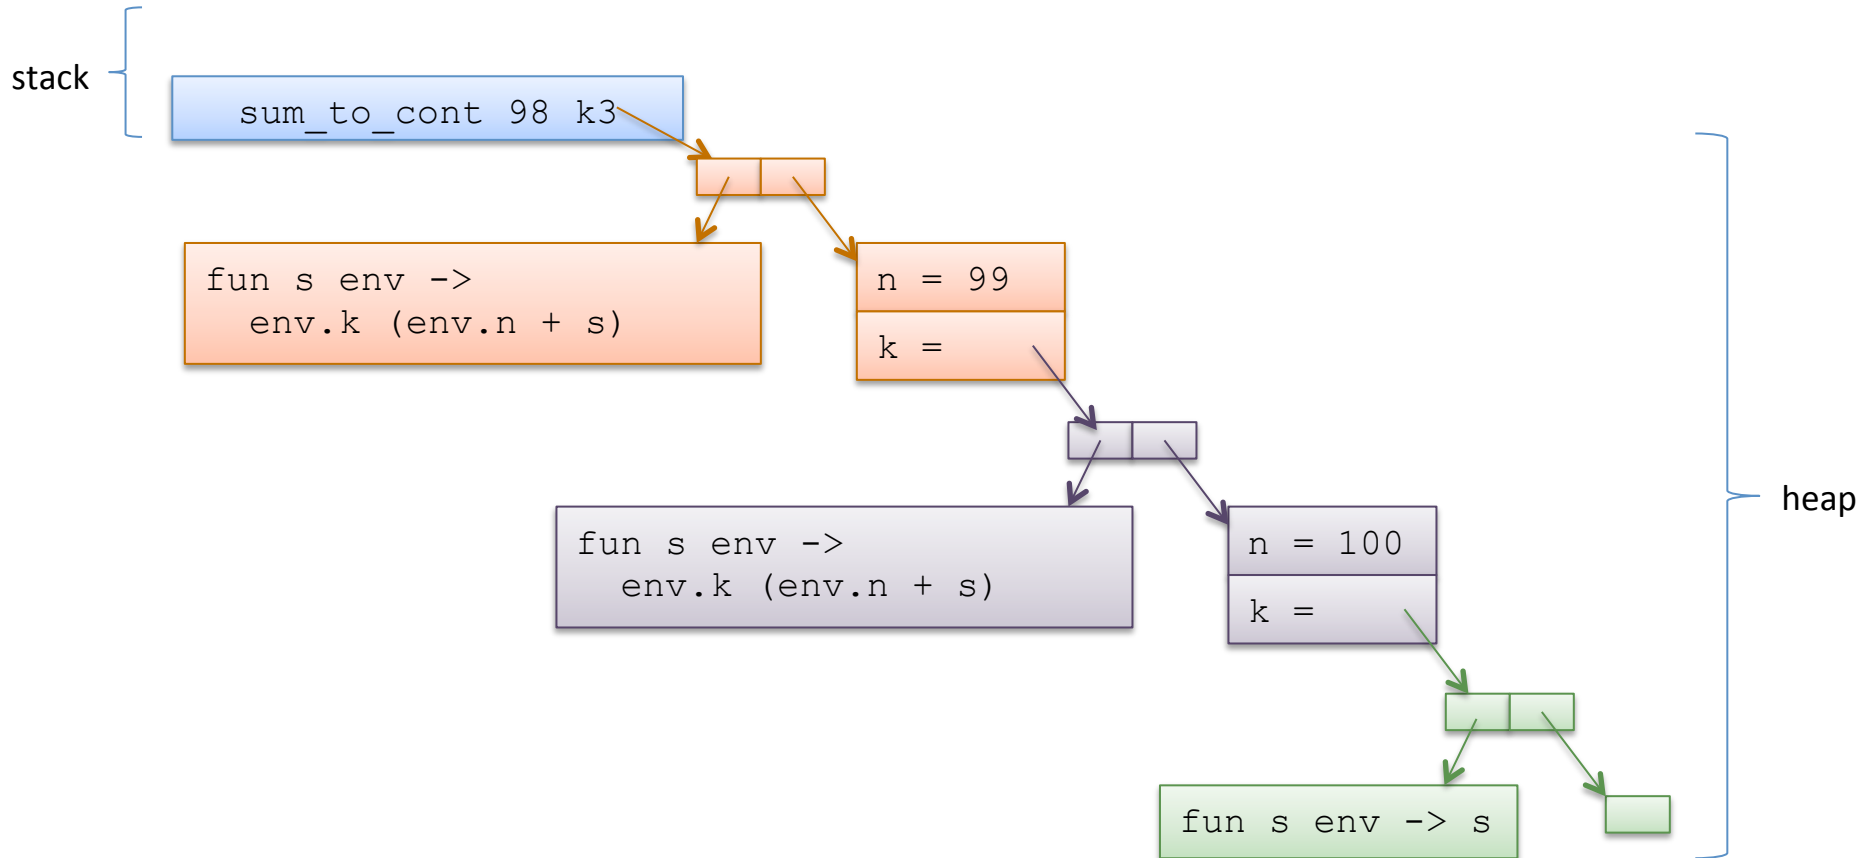 stack
sum_to_cont 98 k3
fun s env ->
env.k (env.n + s)
n = 99
k =
heap
fun s env ->
env.k (env.n + s)
n = 100
k =
fun s env -> s